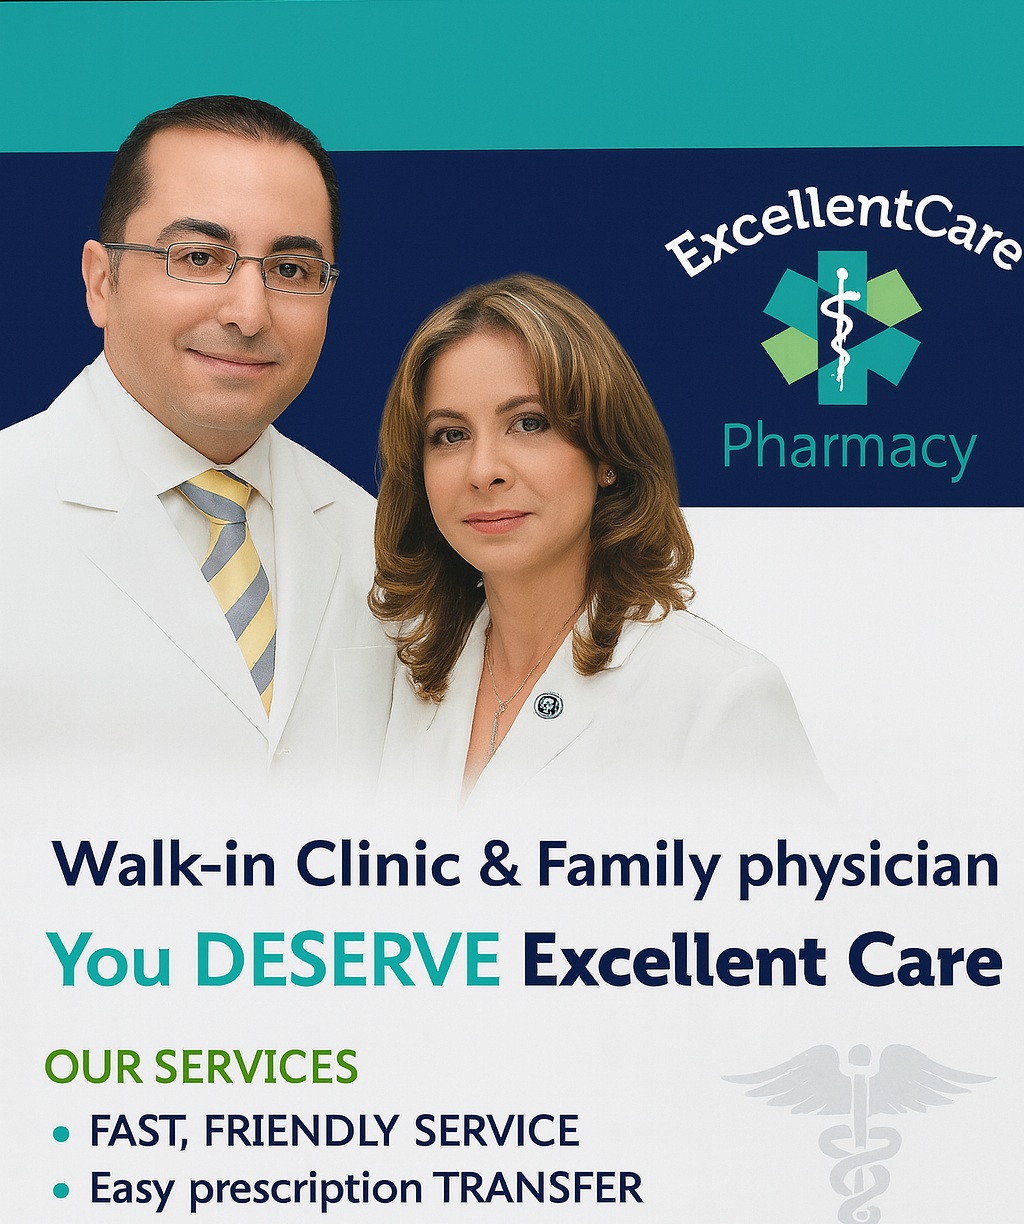 ExcellentCare
Pharmacy
Walk-in Clinic & Family physician
You DESERVE Excellent Care
OUR SERVICES
• FAST, FRIENDLY SERVICE
• Easy prescription TRANSFER